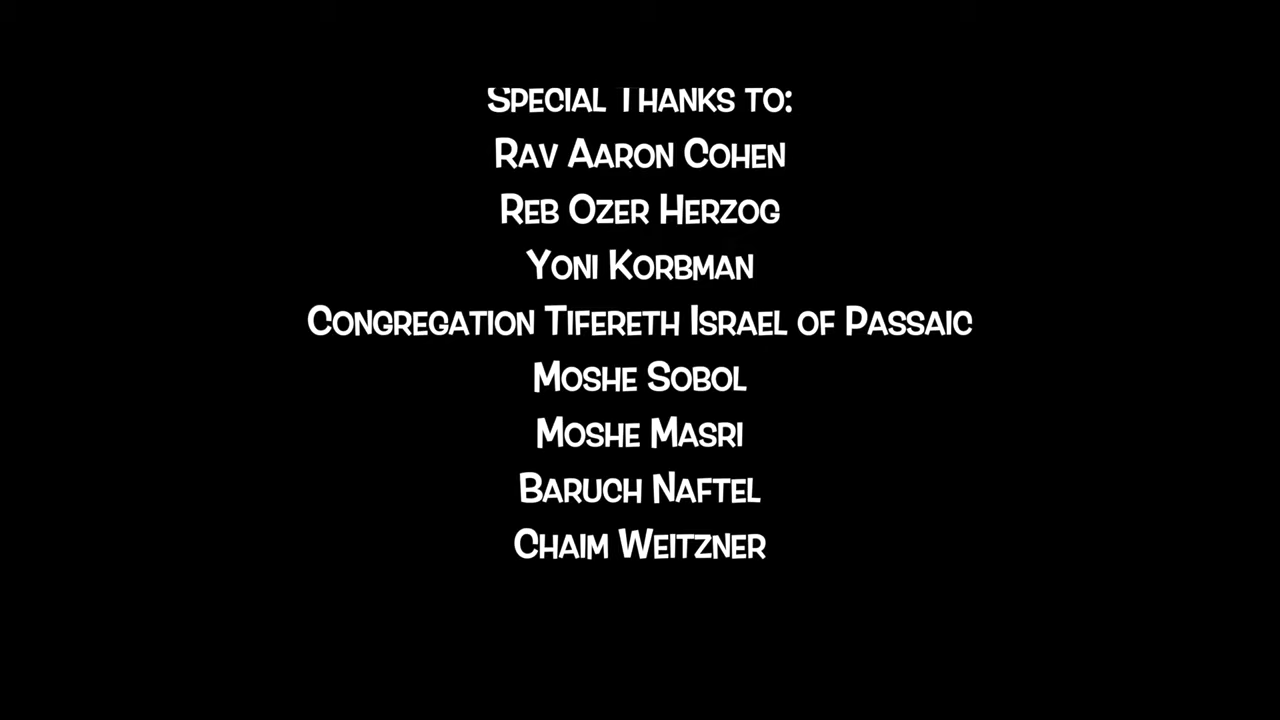 Special Thanks to:
Rav Aaron Cohen
Reb Ozer Herzog
Yoni Korbman
Congregation Tifereth Israel of Passaic
Moshe Sobol
Moshe Masri
Baruch Naftel
Chaim Weitzner